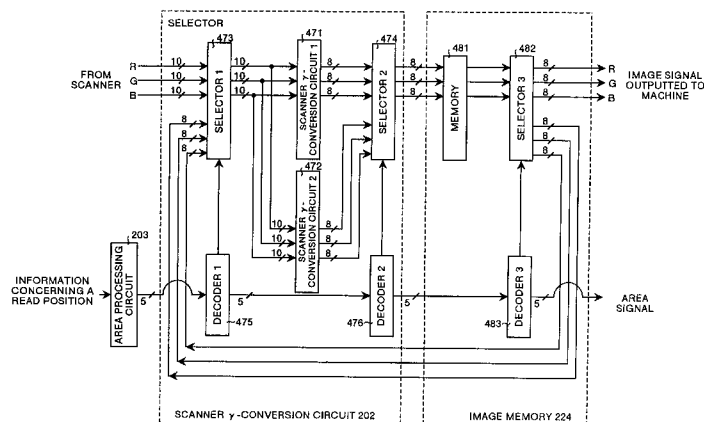 SELECTOR
473
471
474
481
482
R
G
B
FROM
SCANNER
10
10
10
10
10
10
8
8
8
8
8
8
8
8
8
SELECTOR 1
SCANNER γ-
CONVERSION CIRCUIT 1
SELECTOR 2
MEMORY
SELECTOR 3
R
G
B
IMAGE SIGNAL
OUTPUTTED TO
MACHINE
8
8
8
8
8
8
472
10
10
10
SCANNER γ-
CONVERSION CIRCUIT 2
8
8
8
203
INFORMATION
CONCERNING A
READ POSITION
AREA PROCESSING
CIRCUIT
5
DECODER 1
475
5
DECODER 2
476
5
DECODER 3
483
5
AREA
SIGNAL
SCANNER γ-CONVERSION CIRCUIT 202
IMAGE MEMORY 224